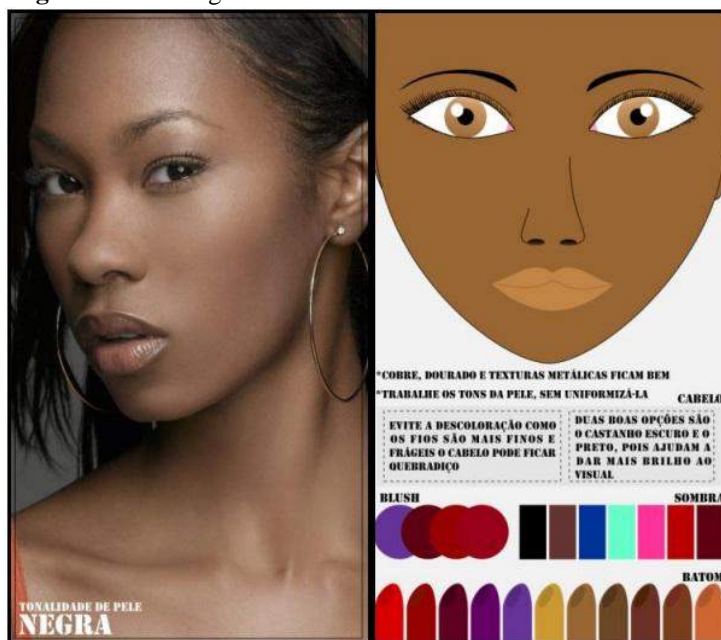 TONALIDADE DE PELE
NEGRA
*COBRE, DOURADO E TEXTURAS METÁLICAS FICAM BEM
*TRABALHE OS TONS DA PELE, SEM UNIFORMIZÁ-LA
CABELO
EVITE A DESCOLORAÇÃO COMO
OS FIOS SÃO MAIS FINOS E
FRÁGEIS O CABELO PODE FICAR
QUEBRADIÇO
DUAS BOAS OPÇÕES SÃO
O CASTANHO ESCURO E O
PRETO, POIS AJUDAM A
DAR MAIS BRILHO AO
VISUAL
BLUSH
SOMBRA
BATOM